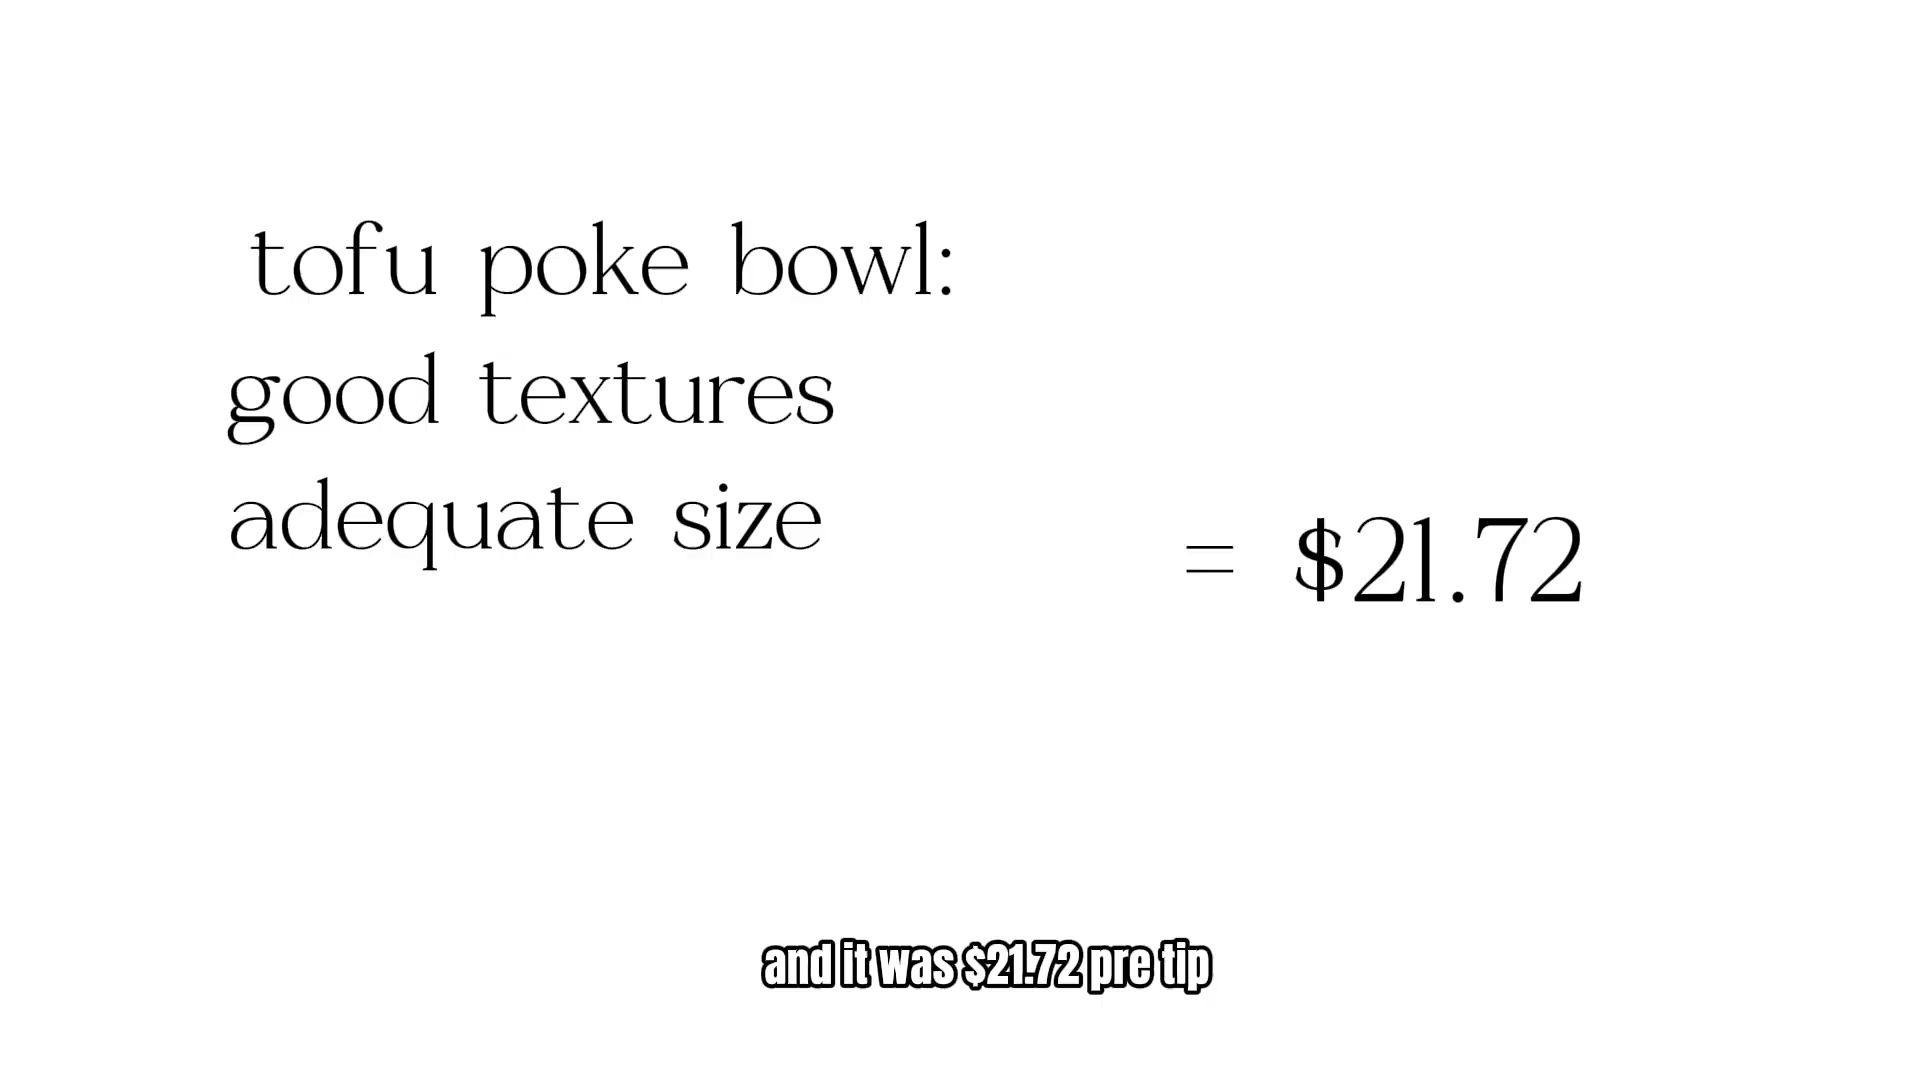 tofu poke bowl:
good textures
adequate size
= $21.72
and it was $21.72 pre tip